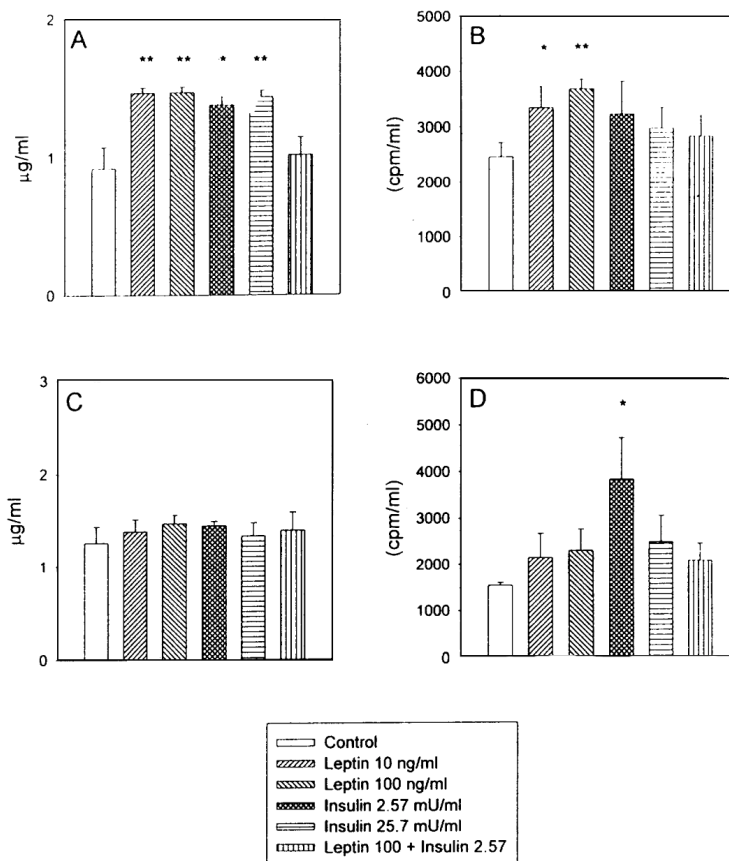 A
μg/ml
2
1
0
** ** * **
B
(cpm/ml)
5000
4000
3000
2000
1000
0
* **
C
μg/ml
3
2
1
0
D
(cpm/ml)
6000
5000
4000
3000
2000
1000
0
*
Control
Leptin 10 ng/ml
Leptin 100 ng/ml
Insulin 2.57 mU/ml
Insulin 25.7 mU/ml
Leptin 100 + Insulin 2.57